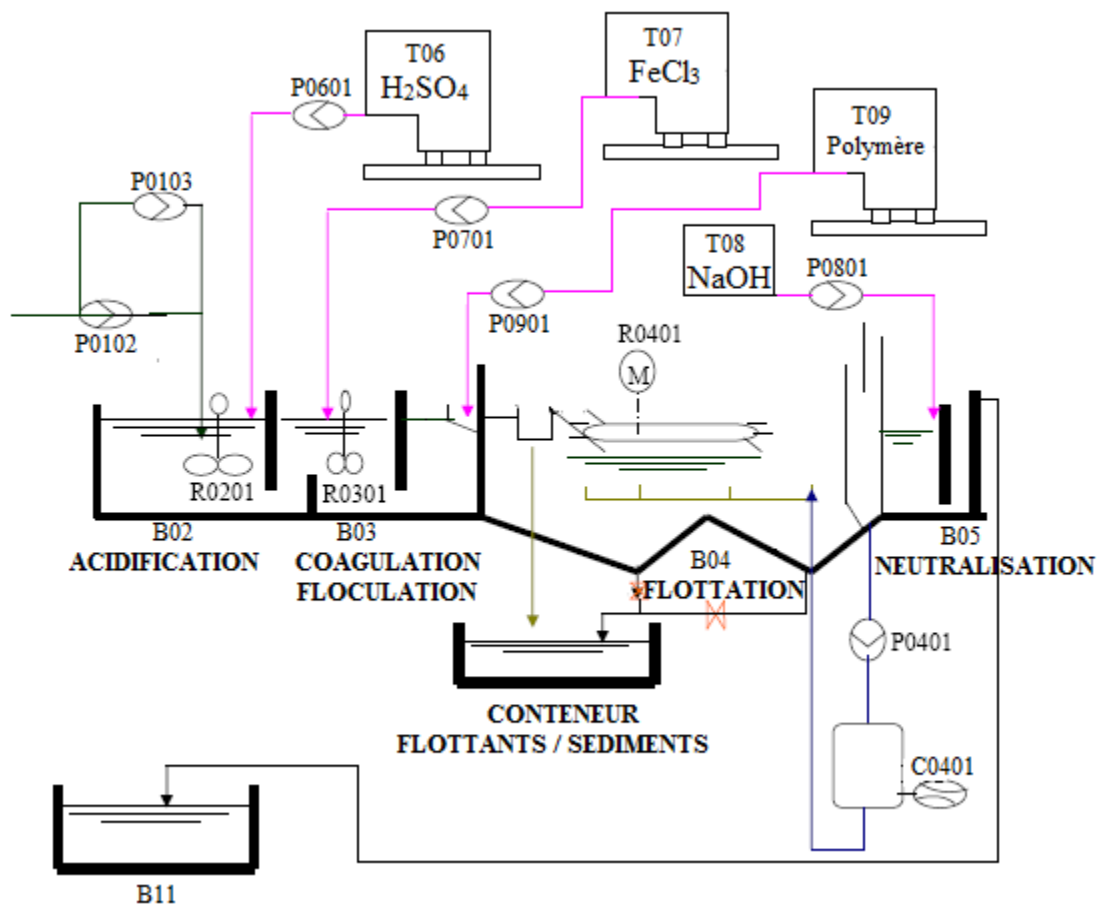 T06
H₂SO₄
T07
FeCl₃
T09
Polymère
P0601
P0103
P0701
T08
NaOH
P0801
P0102
P0901
R0401
M
R0201
R0301
B02
ACIDIFICATION
B03
COAGULATION
FLOCULATION
B04
FLOTTATION
B05
NEUTRALISATION
P0401
CONTENEUR
FLOTTANTS / SEDIMENTS
C0401
B11